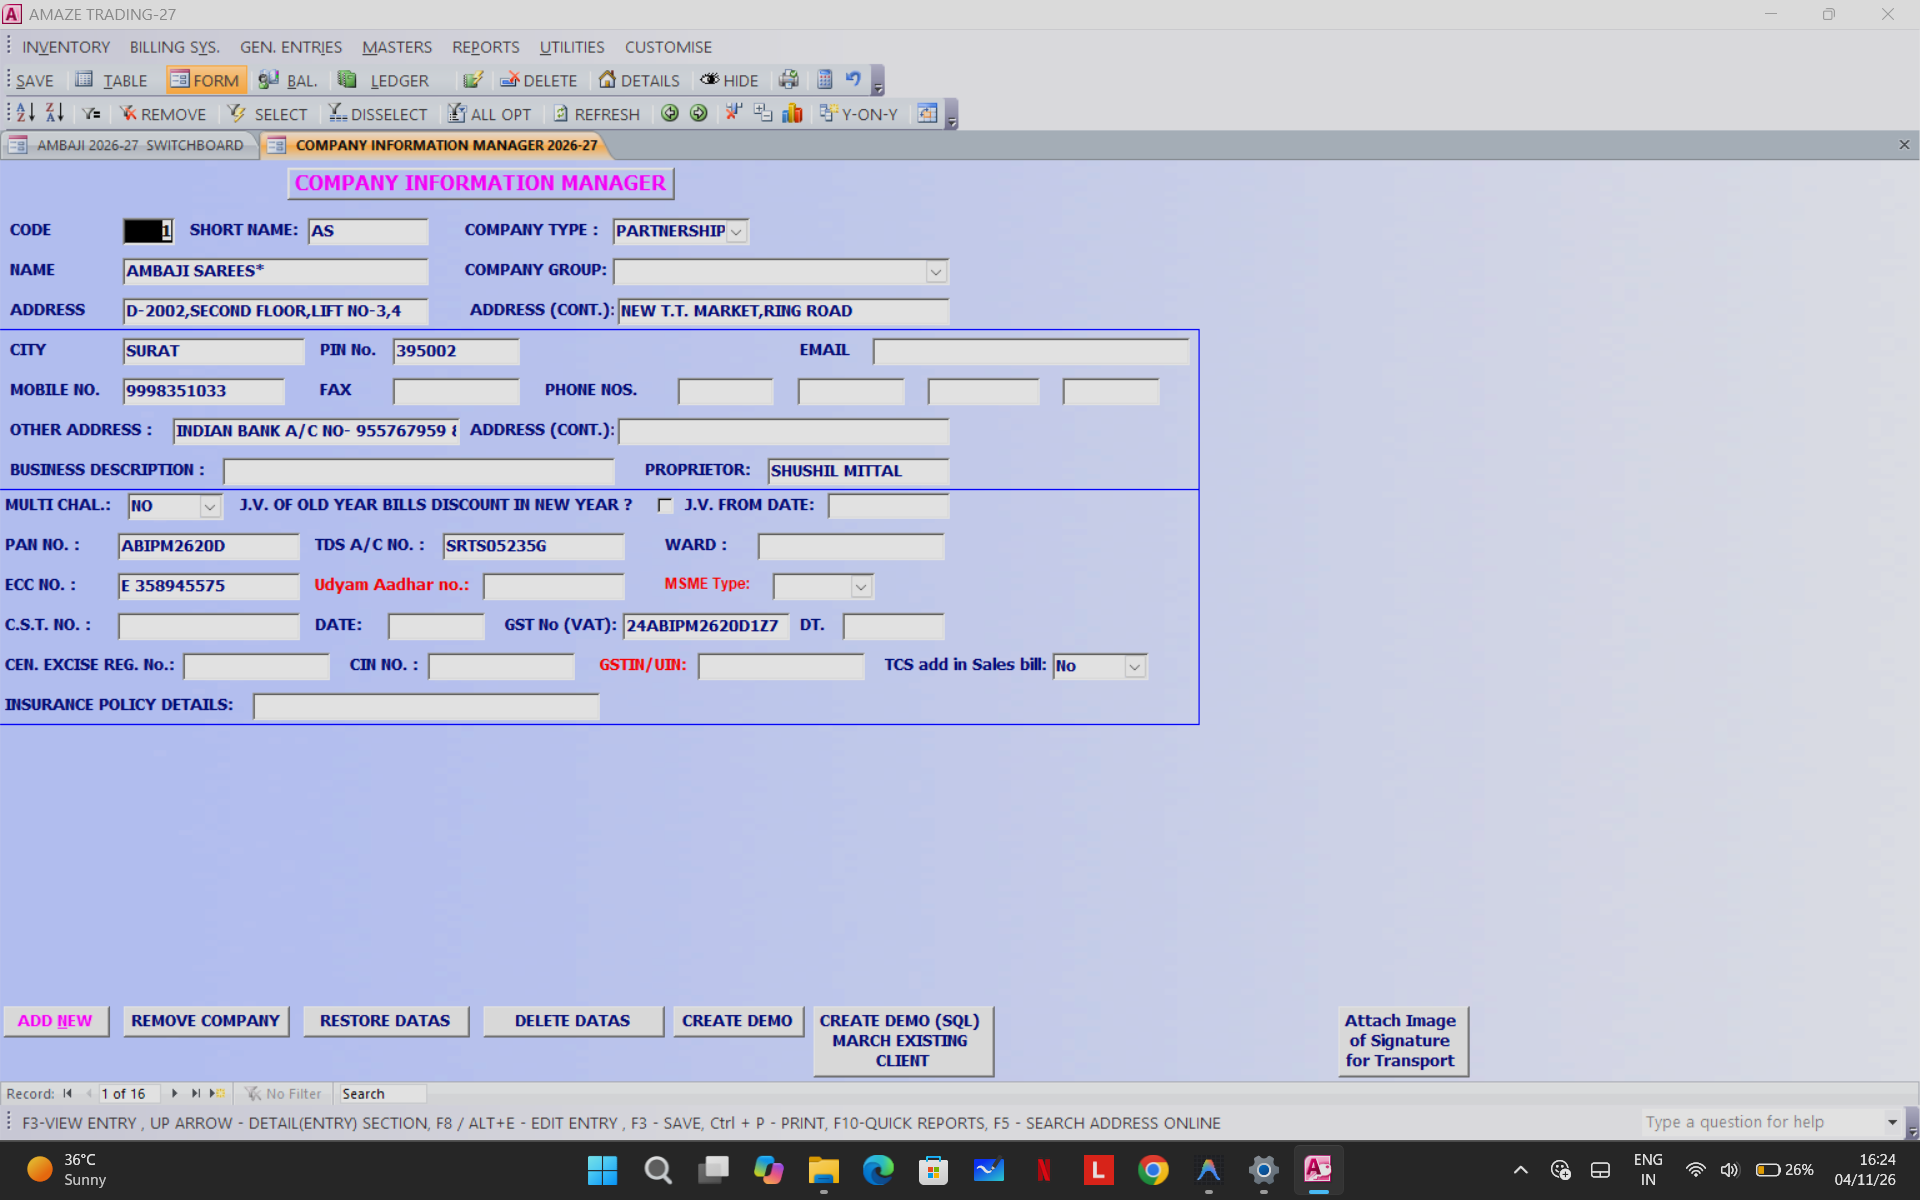 AMAZE TRADING-27
INVENTORY BILLING SYS. GEN. ENTRIES MASTERS REPORTS UTILITIES CUSTOMISE
SAVE TABLE FORM BAL. LEDGER DELETE DETAILS HIDE
REMOVE SELECT DISSELECT ALL OPT REFRESH Y-ON-Y
AMBAJI 2026-27 SWITCHBOARD COMPANY INFORMATION MANAGER 2026-27
COMPANY INFORMATION MANAGER
CODE 1 SHORT NAME: AS COMPANY TYPE : PARTNERSHIP
NAME AMBAJI SAREES* COMPANY GROUP:
ADDRESS D-2002,SECOND FLOOR,LIFT NO-3,4 ADDRESS (CONT.): NEW T.T. MARKET,RING ROAD
CITY SURAT PIN No. 395002 EMAIL
MOBILE NO. 9998351033 FAX PHONE NOS.
OTHER ADDRESS : INDIAN BANK A/C NO- 955767959 ADDRESS (CONT.):
BUSINESS DESCRIPTION : PROPRIETOR: SHUSHIL MITTAL
MULTI CHAL.: NO J.V. OF OLD YEAR BILLS DISCOUNT IN NEW YEAR ? J.V. FROM DATE:
PAN NO. : ABIPM2620D TDS A/C NO. : SRTS05235G WARD :
ECC NO. : E 358945575 Udyam Aadhar no.: MSME Type:
C.S.T. NO. : DATE: GST No (VAT): 24ABIPM2620D1Z7 DT.
CEN. EXCISE REG. No.: CIN NO. : GSTIN/UIN: TCS add in Sales bill: No
INSURANCE POLICY DETAILS:
ADD NEW REMOVE COMPANY RESTORE DATAS DELETE DATAS CREATE DEMO CREATE DEMO (SQL) MARCH EXISTING CLIENT Attach Image of Signature for Transport
Record: 1 of 16 No Filter Search
F3-VIEW ENTRY , UP ARROW - DETAIL(ENTRY) SECTION, F8 / ALT+E - EDIT ENTRY , F3 - SAVE, Ctrl + P - PRINT, F10-QUICK REPORTS, F5 - SEARCH ADDRESS ONLINE Type a question for help
36°C ENG 16:24
Sunny IN 26% 04/11/26